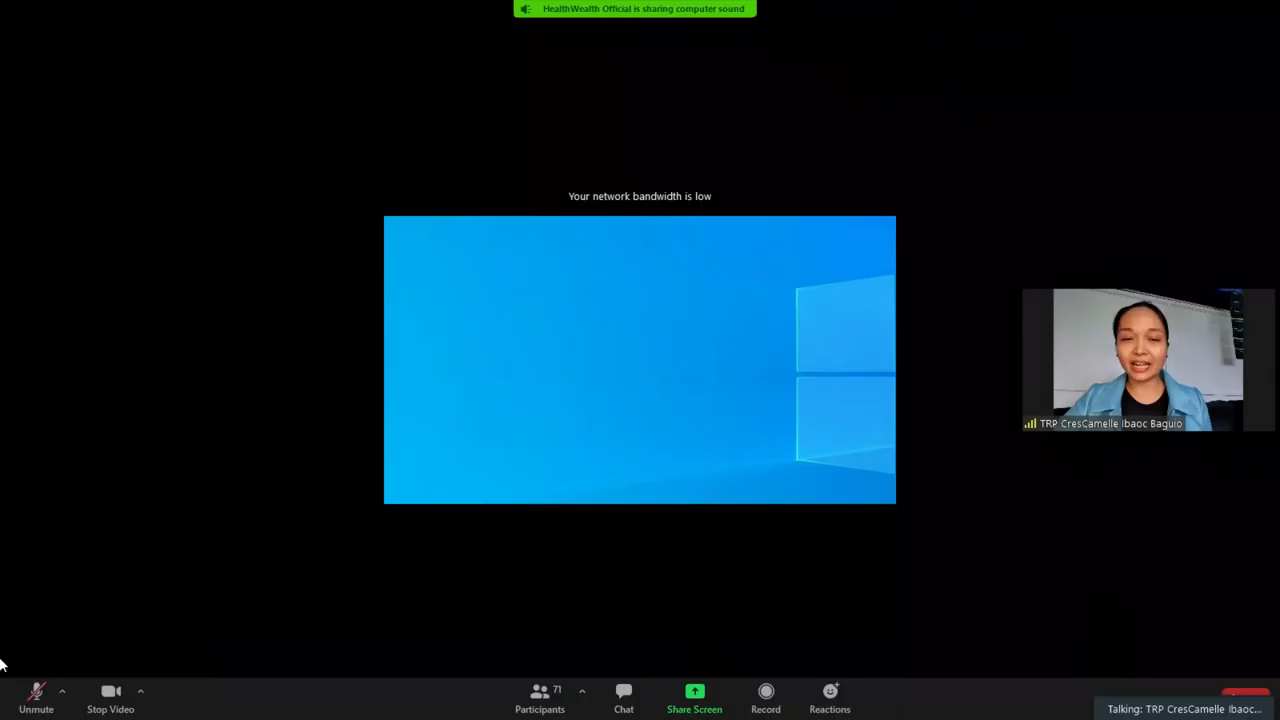 HealthWealth Official is sharing computer sound
Your network bandwidth is low
TRP CresCamelle Ibaoc Baguio
Unmute
Stop Video
71
Participants
Chat
Share Screen
Record
Reactions
Talking: TRP CresCamelle Ibaoc...